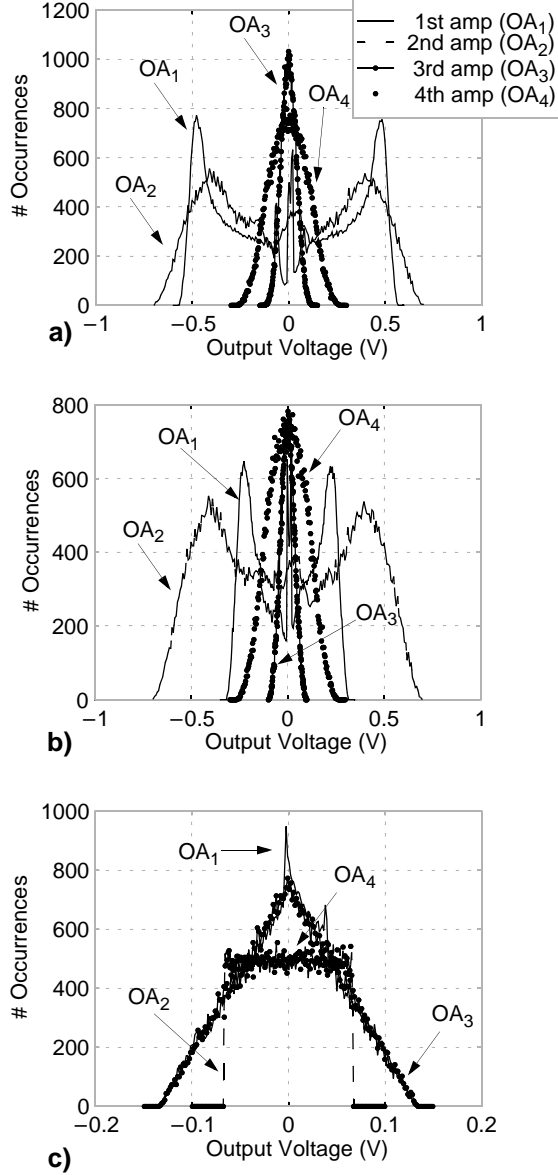 1st amp (OA₁)
2nd amp (OA₂)
3rd amp (OA₃)
4th amp (OA₄)
1200
1000
800
600
400
200
0
# Occurrences
OA₁
OA₂
OA₃
OA₄
−1
−0.5
0
0.5
1
a)
Output Voltage (V)
800
600
400
200
0
# Occurrences
OA₁
OA₂
OA₄
OA₃
−1
−0.5
0
0.5
1
b)
Output Voltage (V)
1000
800
600
400
200
0
# Occurrences
OA₁
OA₄
OA₂
OA₃
−0.2
−0.1
0
0.1
0.2
c)
Output Voltage (V)